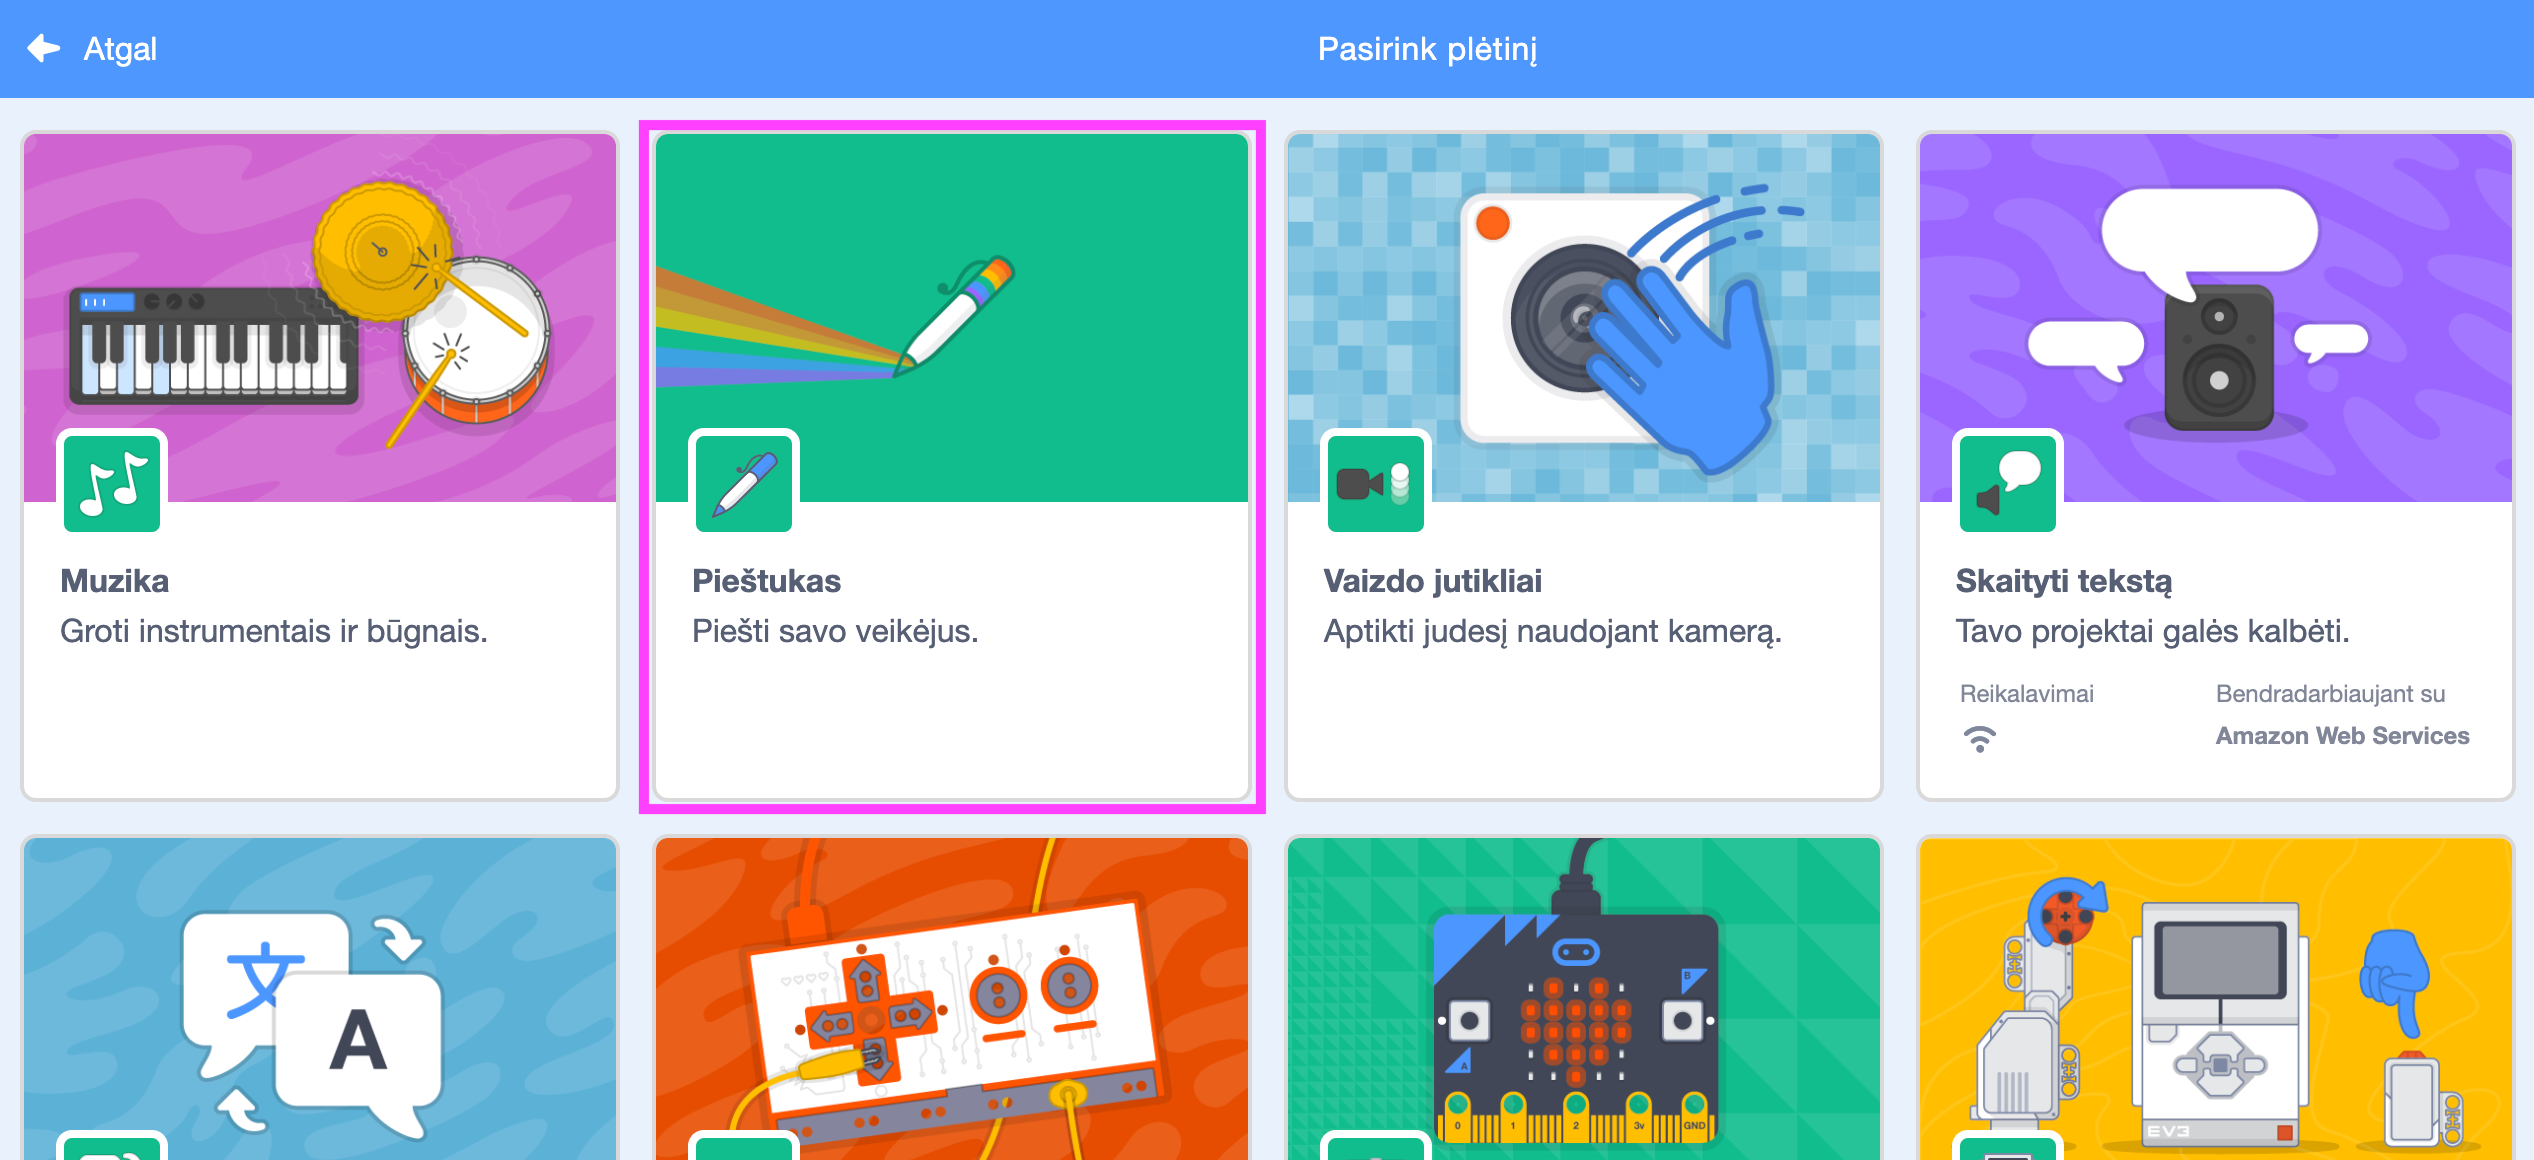 Atgal
Pasirink plėtinį
Muzika
Groti instrumentais ir būgnais.
Pieštukas
Piešti savo veikėjus.
Vaizdo jutikliai
Aptikti judesį naudojant kamerą.
Skaityti tekstą
Tavo projektai galės kalbėti.
Reikalavimai
Bendradarbiaujant su
Amazon Web Services
文
A
B
A
0
1
2
3v
GND
EV3